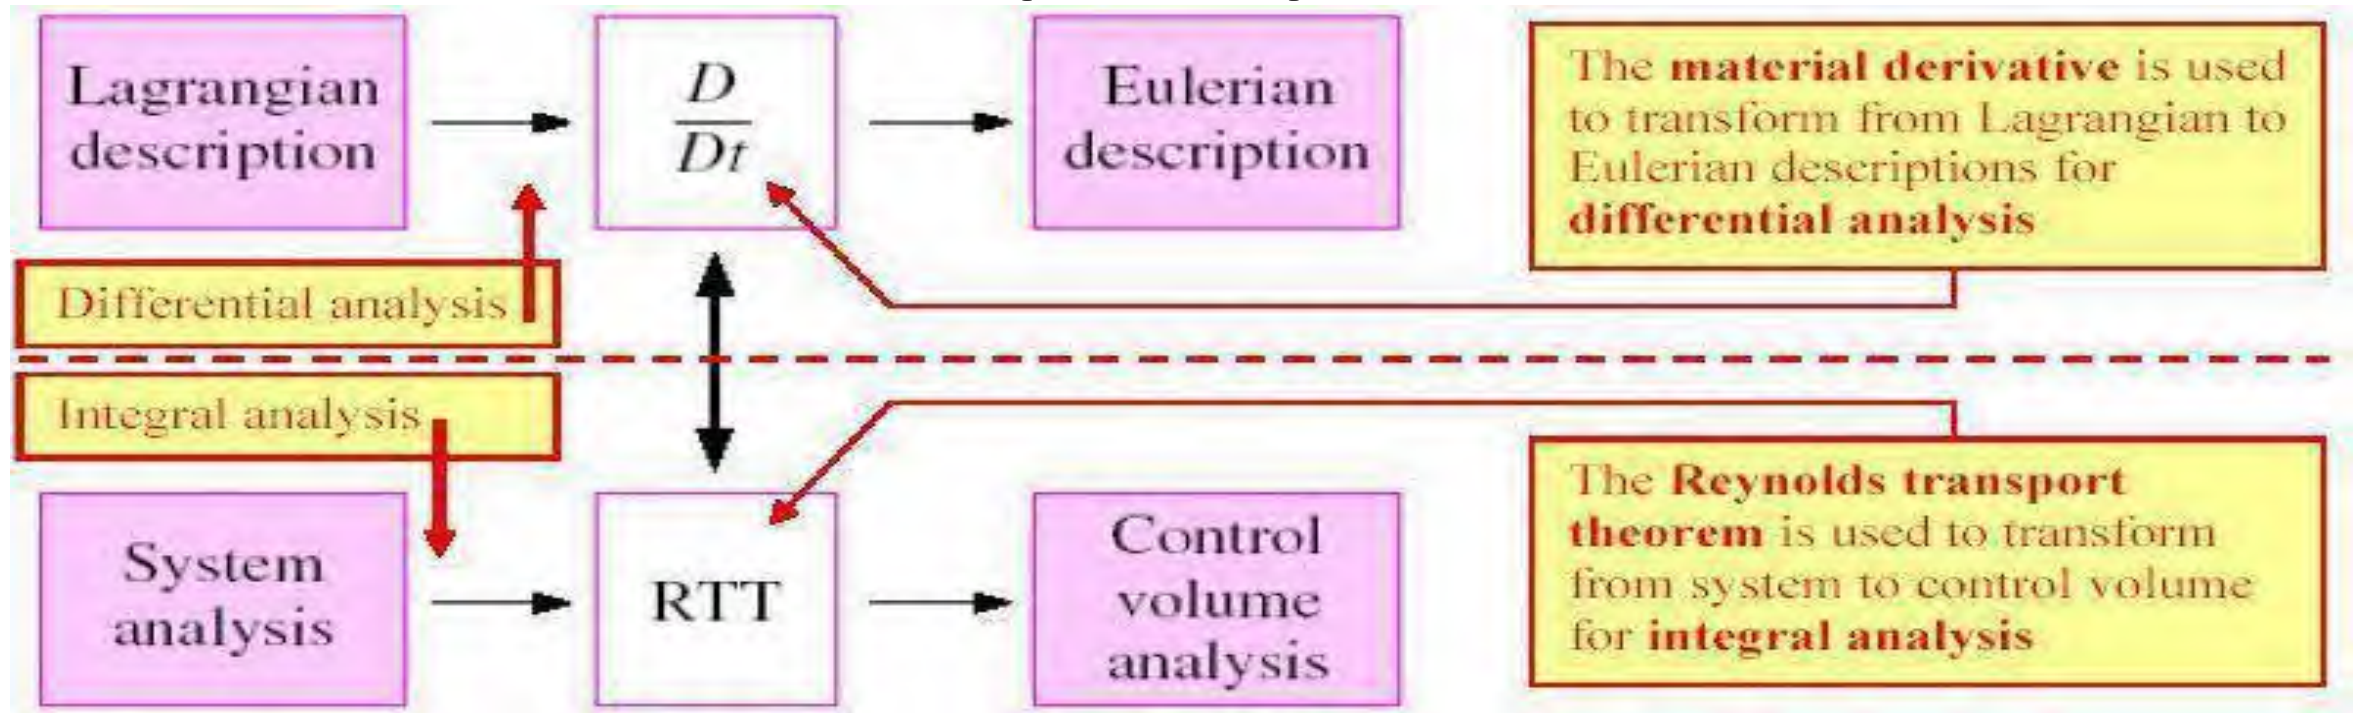 Lagrangian
description
D
Dt
Eulerian
description
The material derivative is used
to transform from Lagrangian to
Eulerian descriptions for
differential analysis
Differential analysis
Integral analysis
System
analysis
RTT
Control
volume
analysis
The Reynolds transport
theorem is used to transform
from system to control volume
for integral analysis